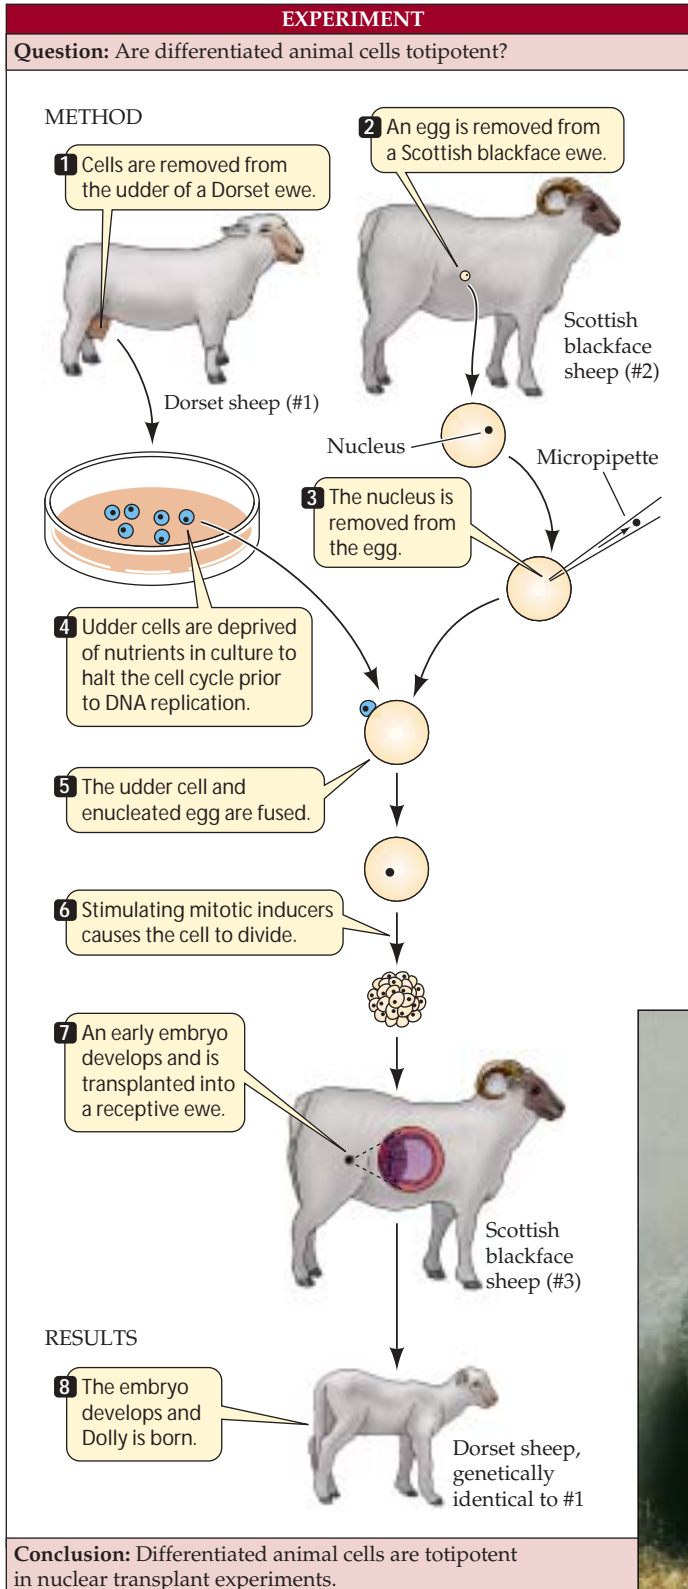 EXPERIMENT
Question: Are differentiated animal cells totipotent?
METHOD
1 Cells are removed from
the udder of a Dorset ewe.
2 An egg is removed from
a Scottish blackface ewe.
Scottish
blackface
sheep (#2)
Dorset sheep (#1)
Nucleus
Micropipette
3 The nucleus is
removed from
the egg.
4 Udder cells are deprived
of nutrients in culture to
halt the cell cycle prior
to DNA replication.
5 The udder cell and
enucleated egg are fused.
6 Stimulating mitotic inducers
causes the cell to divide.
7 An early embryo
develops and is
transplanted into
a receptive ewe.
Scottish
blackface
sheep (#3)
RESULTS
8 The embryo
develops and
Dolly is born.
Dorset sheep,
genetically
identical to #1
Conclusion: Differentiated animal cells are totipotent
in nuclear transplant experiments.